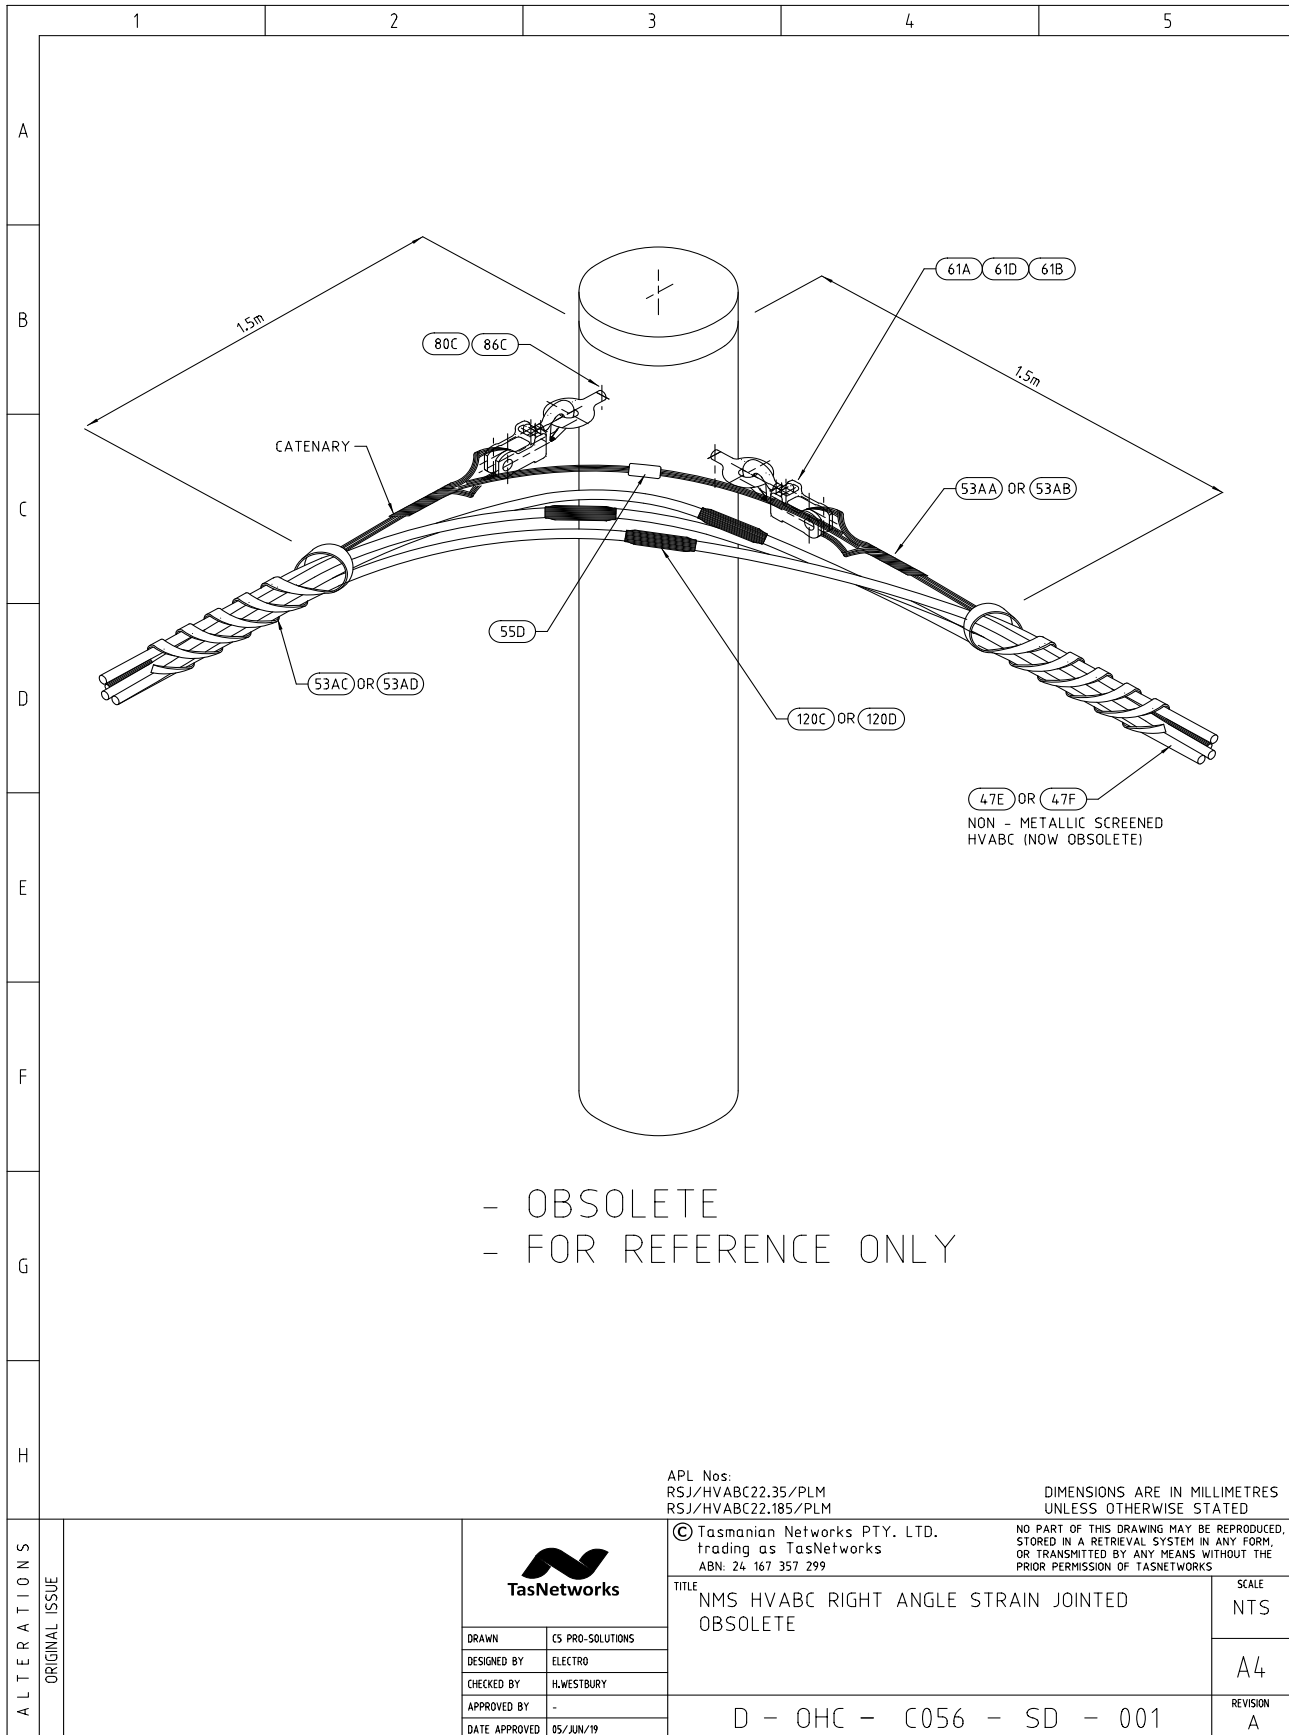 1 2 3 4 5
A
B
C
D
E
F
G
H
61A 61D 61B
1.5m
80C 86C
1.5m
CATENARY
53AA OR 53AB
55D
53AC OR 53AD
120C OR 120D
47E OR 47F
NON - METALLIC SCREENED
HVABC (NOW OBSOLETE)
- OBSOLETE
- FOR REFERENCE ONLY
APL Nos:
RSJ/HVABC22.35/PLM
RSJ/HVABC22.185/PLM
DIMENSIONS ARE IN MILLIMETRES
UNLESS OTHERWISE STATED
ALTERATIONS
ORIGINAL ISSUE
TasNetworks
© Tasmanian Networks PTY. LTD.
trading as TasNetworks
ABN: 24 167 357 299
NO PART OF THIS DRAWING MAY BE REPRODUCED,
STORED IN A RETRIEVAL SYSTEM IN ANY FORM,
OR TRANSMITTED BY ANY MEANS WITHOUT THE
PRIOR PERMISSION OF TASNETWORKS
TITLE
NMS HVABC RIGHT ANGLE STRAIN JOINTED
OBSOLETE
SCALE
NTS
A4
DRAWN C5 PRO-SOLUTIONS
DESIGNED BY ELECTRO
CHECKED BY H.WESTBURY
APPROVED BY -
DATE APPROVED 05/JUN/19
D - OHC - C056 - SD - 001
REVISION
A